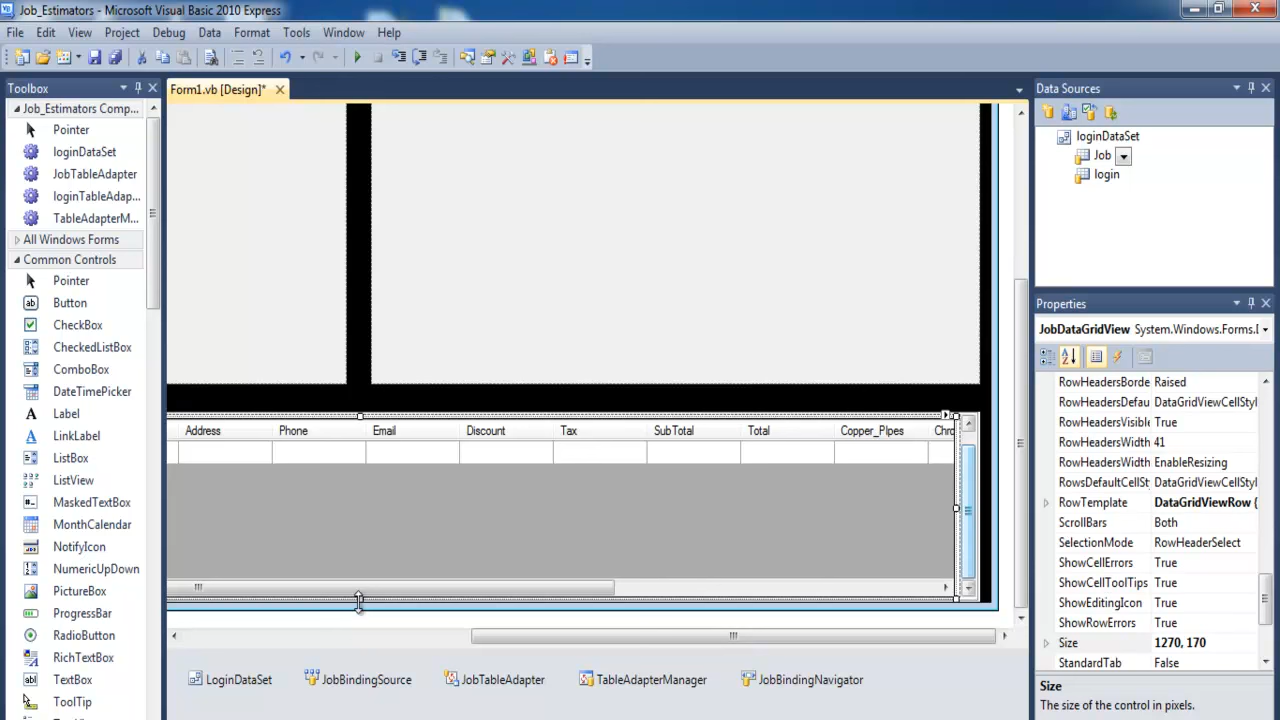 Job_Estimators - Microsoft Visual Basic 2010 Express
File Edit View Project Debug Data Format Tools Window Help
Toolbox
Job_Estimators Comp...
Pointer
loginDataSet
JobTableAdapter
loginTableAdap...
TableAdapterM...
All Windows Forms
Common Controls
Pointer
Button
CheckBox
CheckedListBox
ComboBox
DateTimePicker
Label
LinkLabel
ListBox
ListView
MaskedTextBox
MonthCalendar
NotifyIcon
NumericUpDown
PictureBox
ProgressBar
RadioButton
RichTextBox
TextBox
ToolTip
Form1.vb [Design]*
Address Phone Email Discount Tax SubTotal Total Copper_PIpes Chro
LoginDataSet JobBindingSource JobTableAdapter TableAdapterManager JobBindingNavigator
Data Sources
loginDataSet
Job
login
Properties
JobDataGridView System.Windows.Forms.D
RowHeadersBorde Raised
RowHeadersDefau DataGridViewCellStyl
RowHeadersVisible True
RowHeadersWidth 41
RowHeadersWidth EnableResizing
RowsDefaultCellSt DataGridViewCellStyl
RowTemplate DataGridViewRow {
ScrollBars Both
SelectionMode RowHeaderSelect
ShowCellErrors True
ShowCellToolTips True
ShowEditingIcon True
ShowRowErrors True
Size 1270, 170
StandardTab False
Size
The size of the control in pixels.